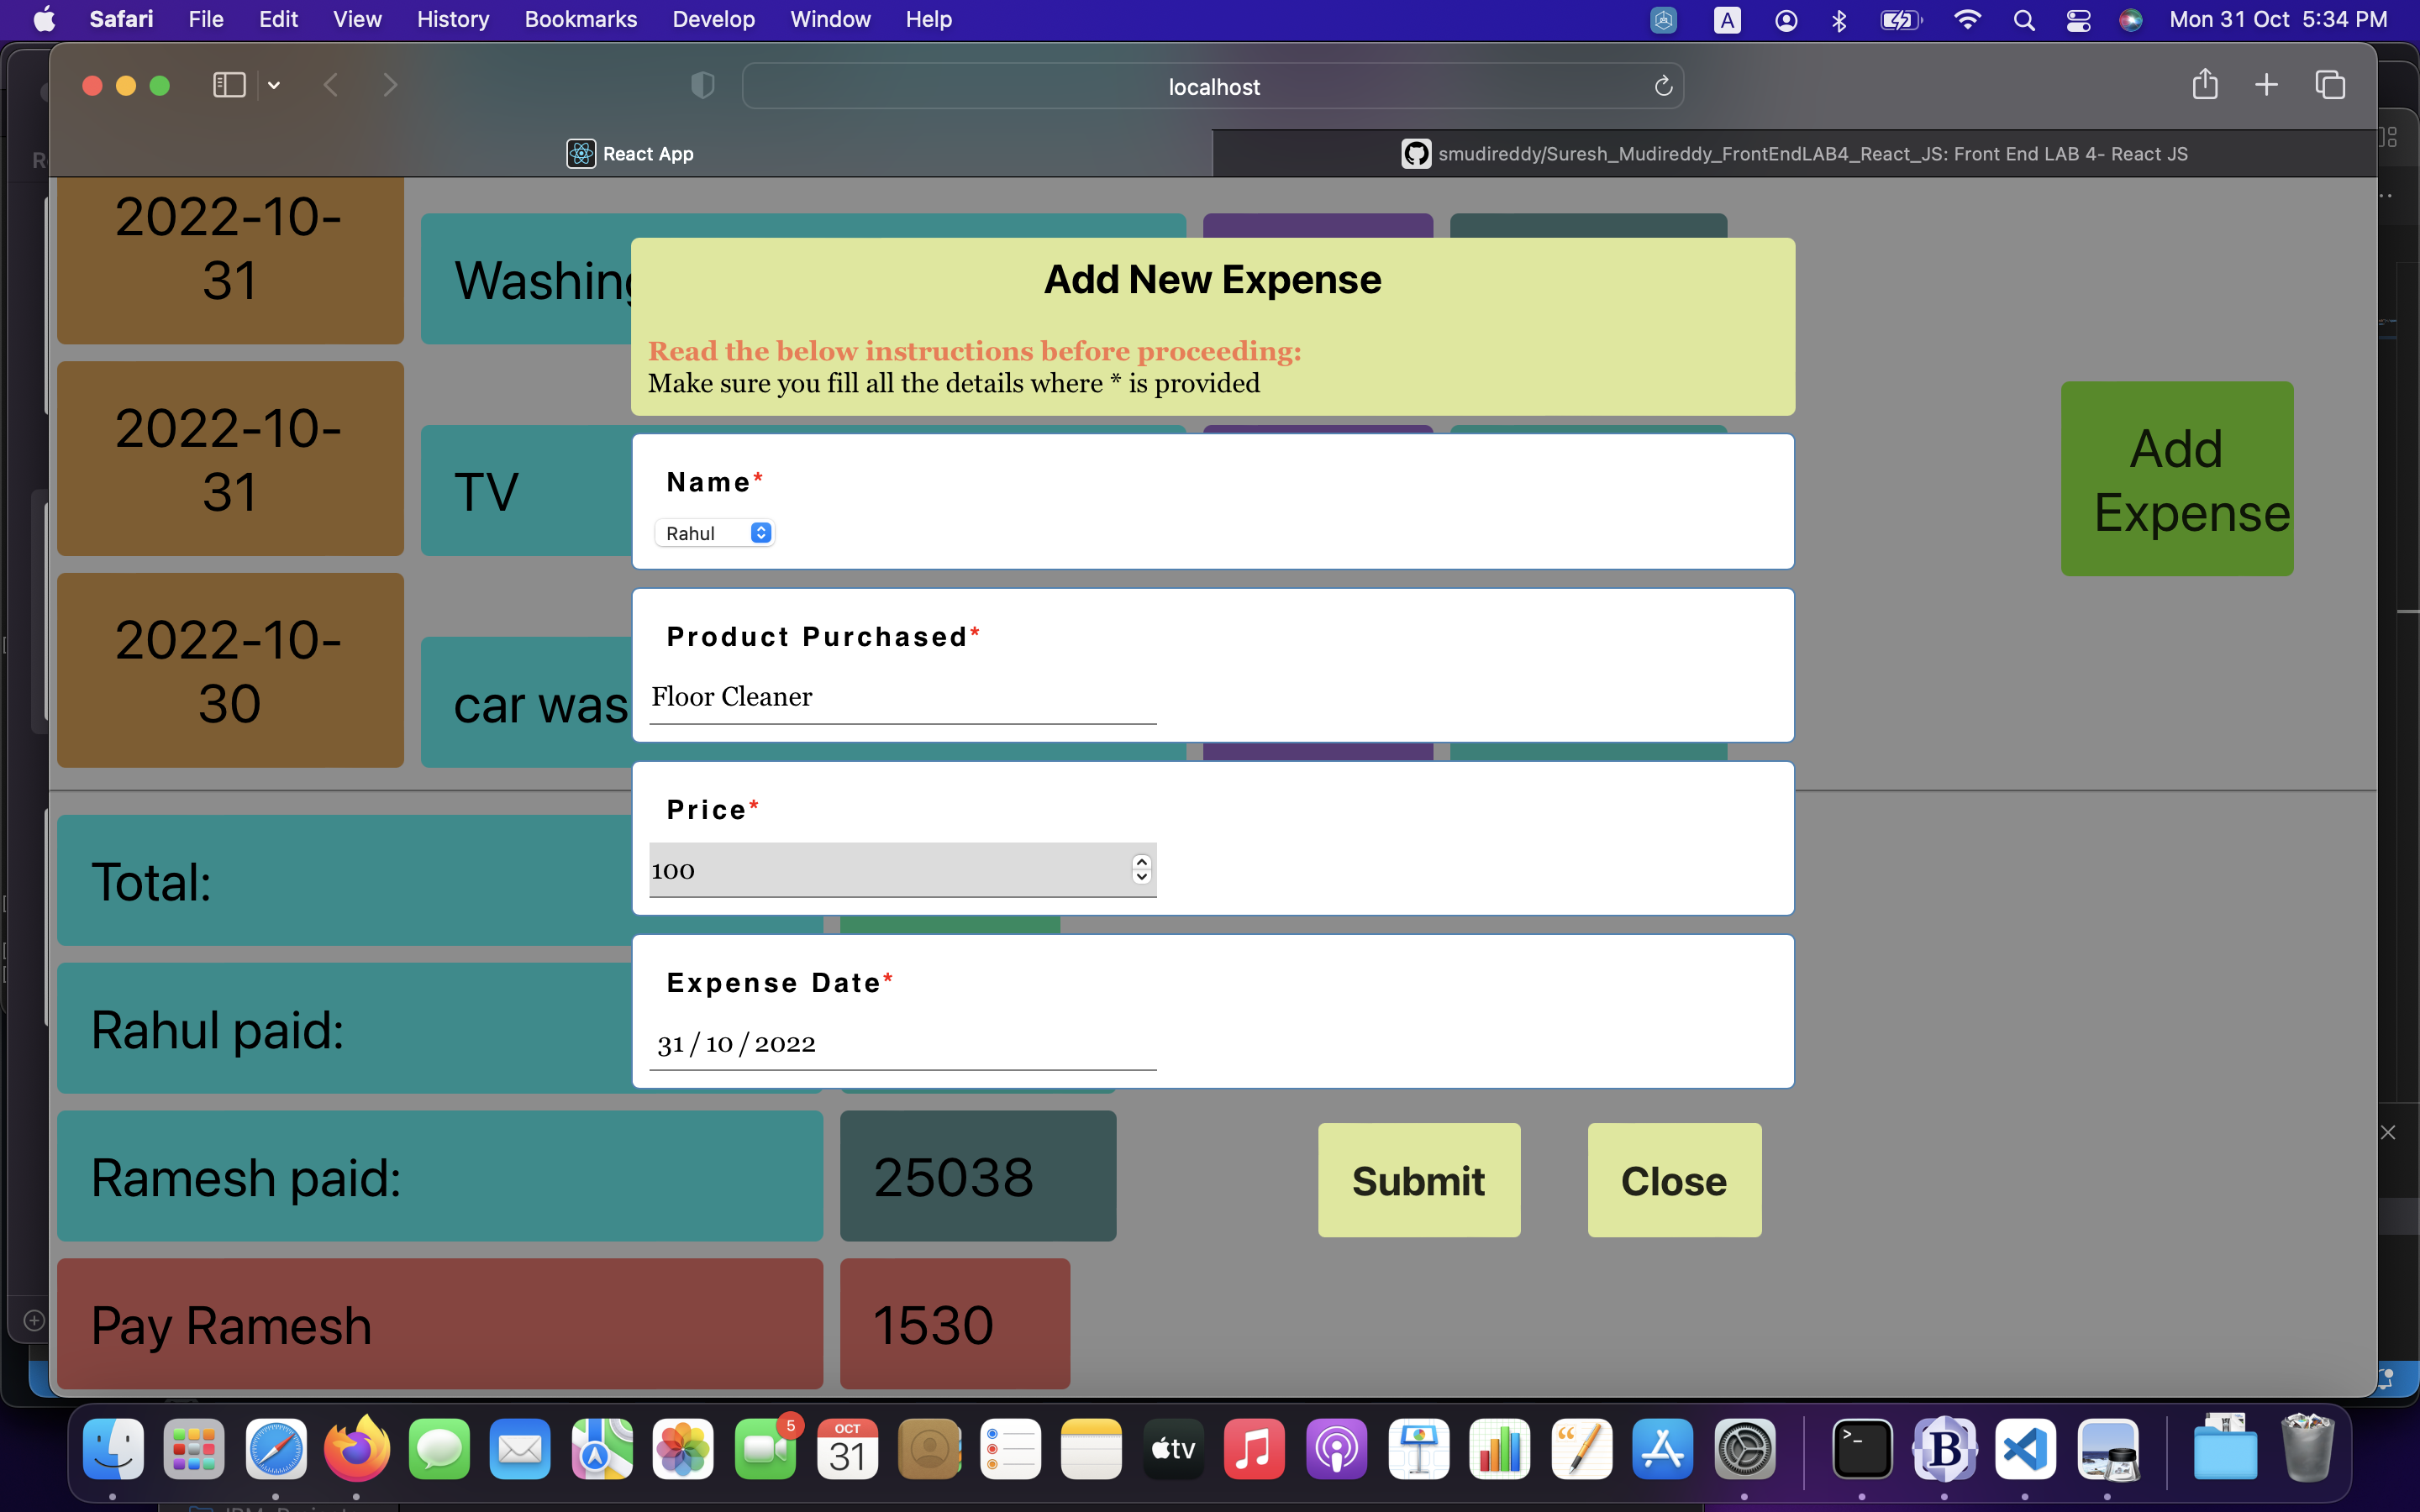 Safari File Edit View History Bookmarks Develop Window Help A Mon 31 Oct 5:34 PM
localhost
React App
smudireddy/Suresh_Mudireddy_FrontEndLAB4_React_JS: Front End LAB 4- React JS
2022-10-
31
Washing
Add New Expense
Read the below instructions before proceeding:
Make sure you fill all the details where * is provided
2022-10-
31
TV
Add
Expense
Name*
Rahul
2022-10-
30
car was
Product Purchased*
Floor Cleaner
Price*
100
Total:
Expense Date*
31/10/2022
Rahul paid:
Ramesh paid:
25038
Submit
Close
Pay Ramesh
1530
5
OCT
31
tv
>_
B